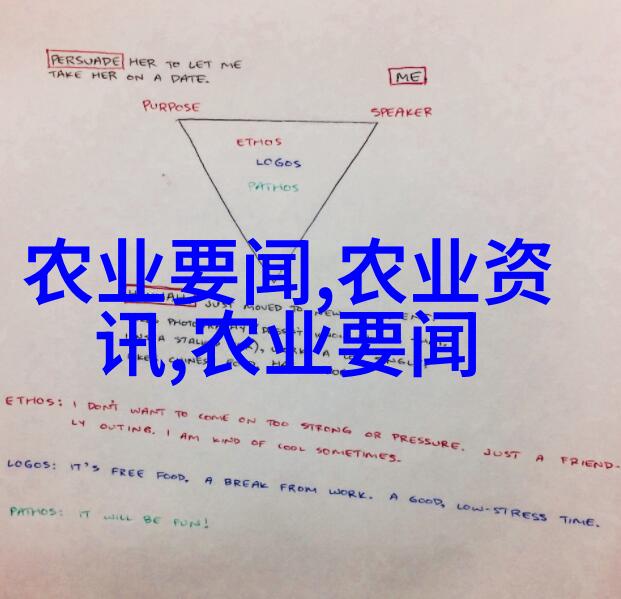 PERSUADE HER TO LET ME
TAKE HER ON A DATE.
ME
PURPOSE
SPEAKER
ETHOS
LOGOS
PATHOS
农业要闻,农业资
讯,农业要闻
JUST MOVED TO NEW
ETHOS: I DON'T WANT TO COME ON TOO STRONG OR PRESSURE. JUST A FRIEND-
LY OUTING. I AM KIND OF COOL SOMETIMES.
LOGOS: IT'S FREE FOOD, A BREAK FROM WORK. A GOOD, LOW-STRESS TIME.
PATHOS: IT WILL BE FUN!